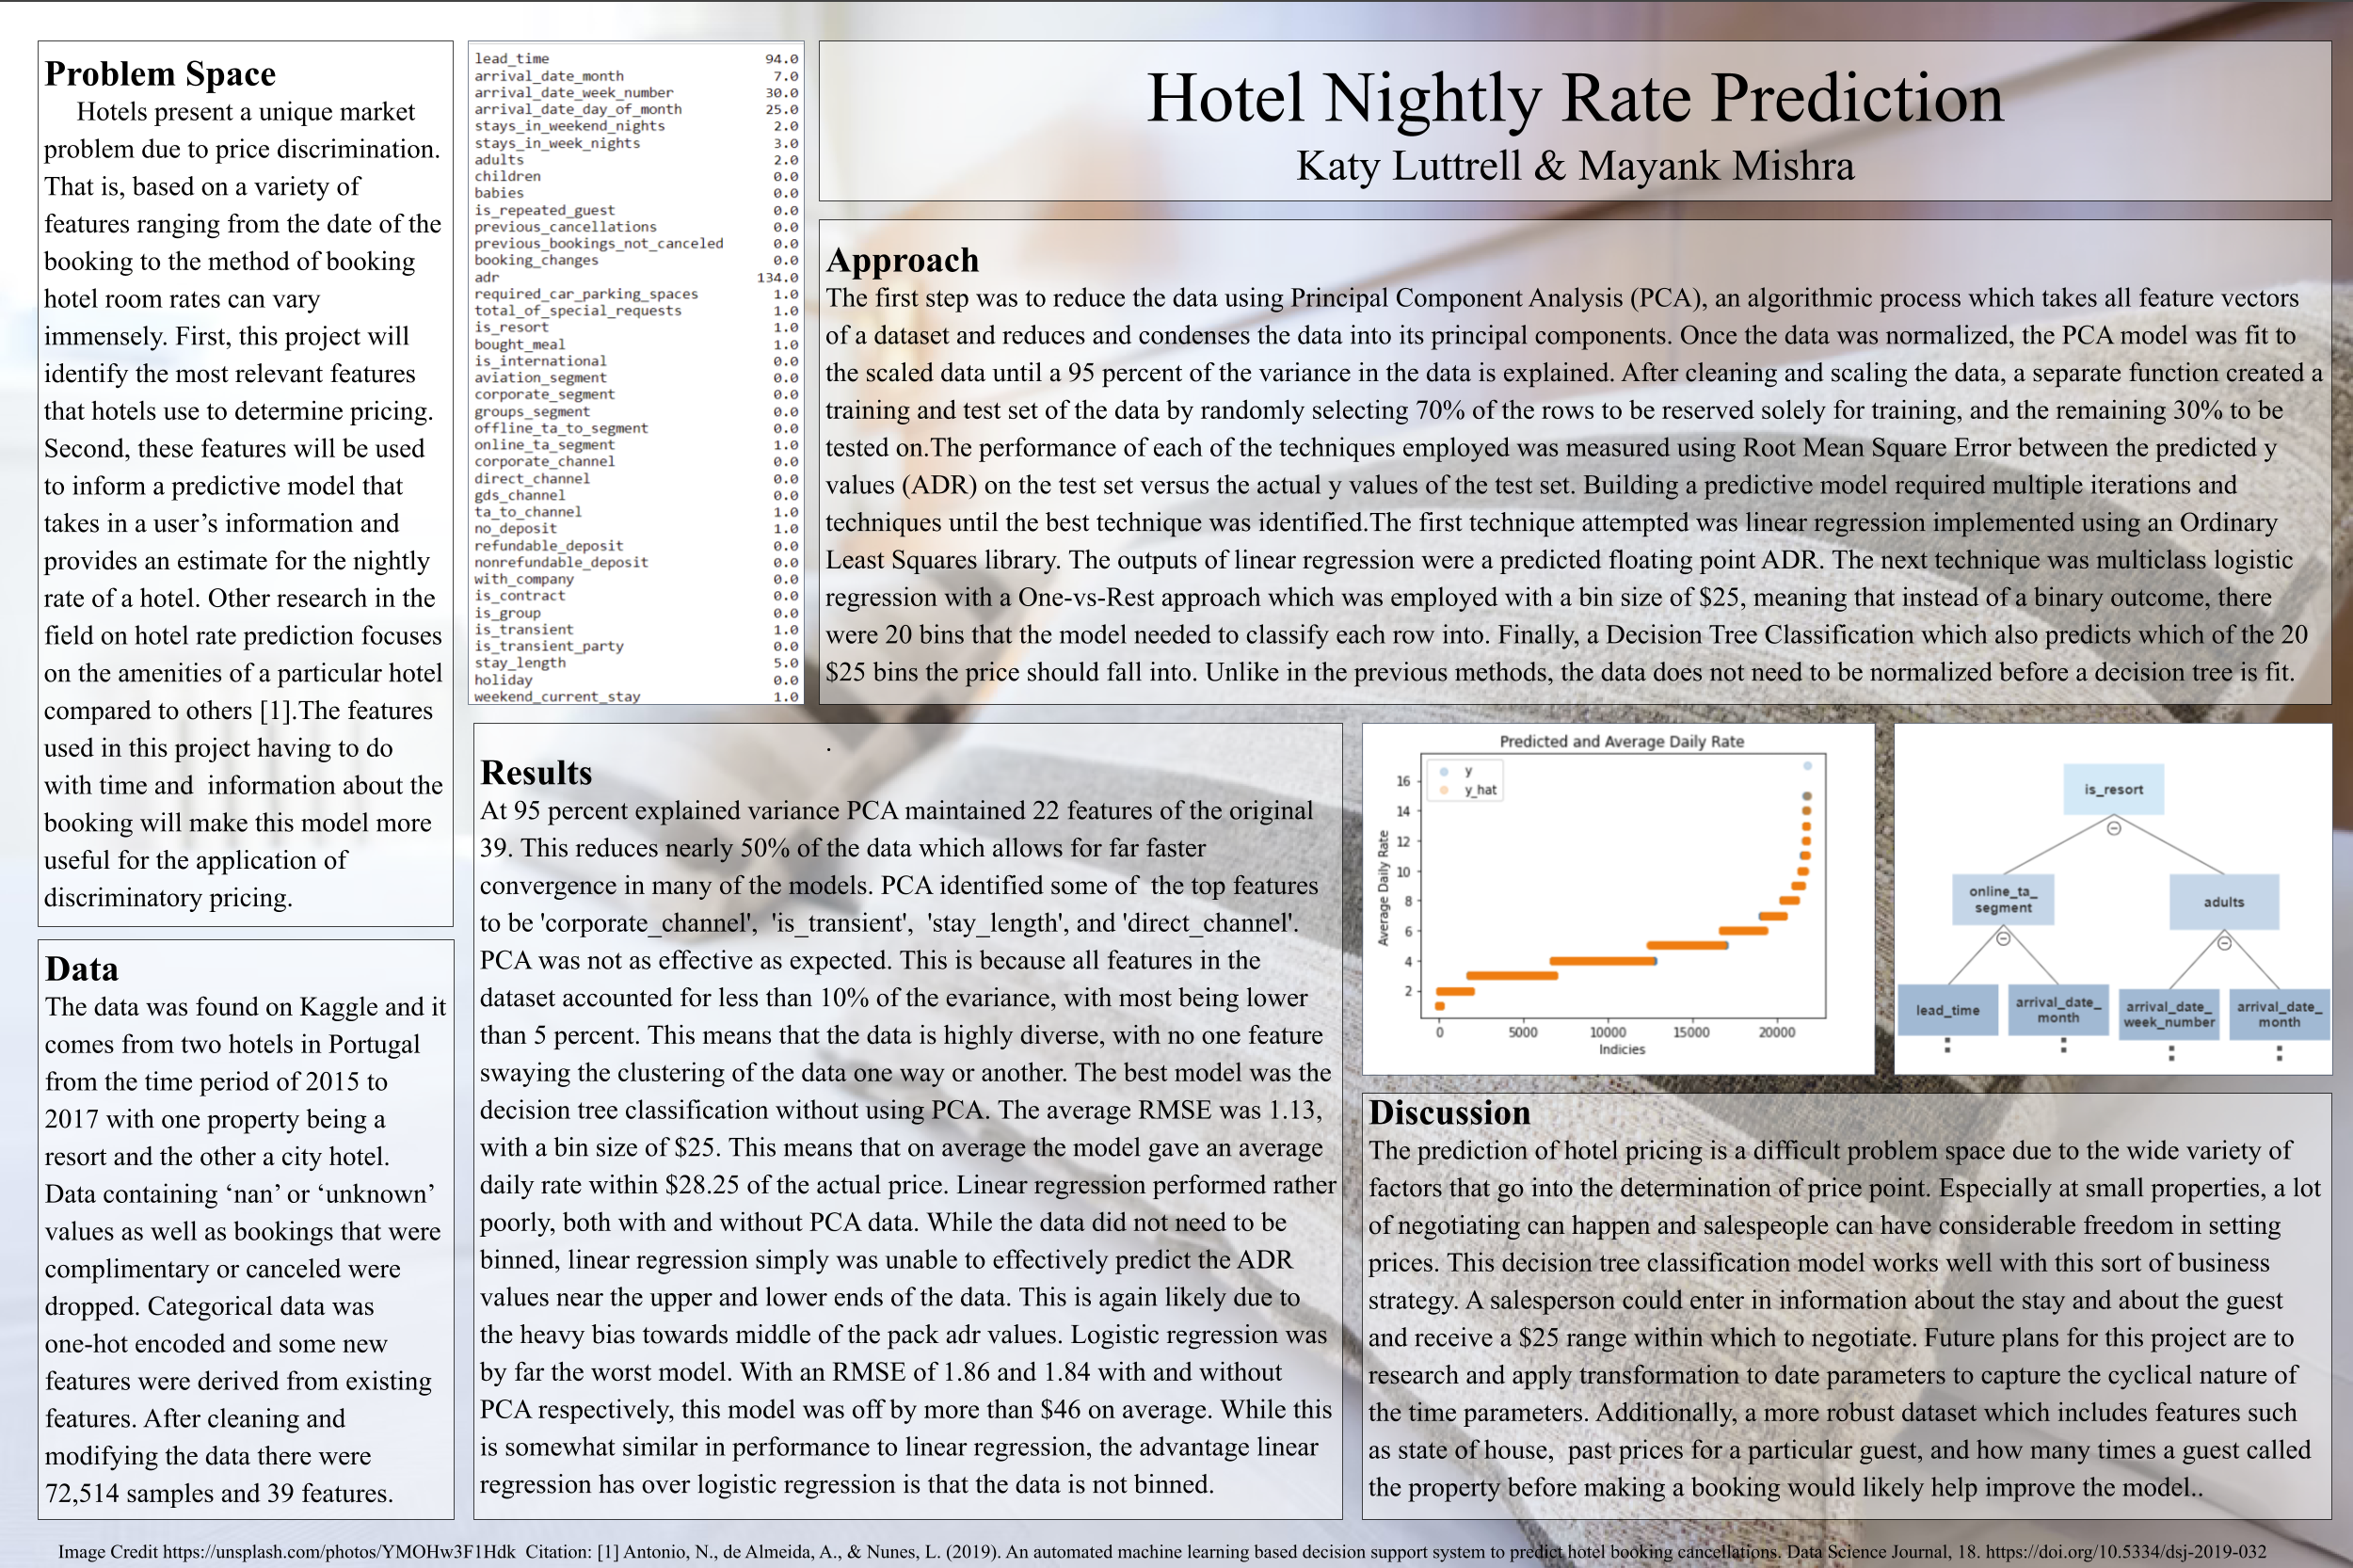 Hotel Nightly Rate Prediction
Katy Luttrell & Mayank Mishra
Problem Space
Hotels present a unique market
problem due to price discrimination.
That is, based on a variety of
features ranging from the date of the
booking to the method of booking
hotel room rates can vary
immensely. First, this project will
identify the most relevant features
that hotels use to determine pricing.
Second, these features will be used
to inform a predictive model that
takes in a user’s information and
provides an estimate for the nightly
rate of a hotel. Other research in the
field on hotel rate prediction focuses
on the amenities of a particular hotel
compared to others [1].The features
used in this project having to do
with time and  information about the
booking will make this model more
useful for the application of
discriminatory pricing.
Data
The data was found on Kaggle and it
comes from two hotels in Portugal
from the time period of 2015 to
2017 with one property being a
resort and the other a city hotel.
Data containing ‘nan’ or ‘unknown’
values as well as bookings that were
complimentary or canceled were
dropped. Categorical data was
one-hot encoded and some new
features were derived from existing
features. After cleaning and
modifying the data there were
72,514 samples and 39 features.
lead_time 94.0
arrival_date_month 7.0
arrival_date_week_number 30.0
arrival_date_day_of_month 25.0
stays_in_weekend_nights 2.0
stays_in_week_nights 3.0
adults 2.0
children 0.0
babies 0.0
is_repeated_guest 0.0
previous_cancellations 0.0
previous_bookings_not_canceled 0.0
booking_changes 0.0
adr 134.0
required_car_parking_spaces 1.0
total_of_special_requests 1.0
is_resort 1.0
bought_meal 1.0
is_international 0.0
aviation_segment 0.0
corporate_segment 0.0
groups_segment 0.0
offline_ta_to_segment 0.0
online_ta_segment 1.0
corporate_channel 0.0
direct_channel 0.0
gds_channel 0.0
ta_to_channel 1.0
no_deposit 1.0
refundable_deposit 0.0
nonrefundable_deposit 0.0
with_company 0.0
is_contract 0.0
is_group 0.0
is_transient 1.0
is_transient_party 0.0
stay_length 5.0
holiday 0.0
weekend_current_stay 1.0
Approach
The first step was to reduce the data using Principal Component Analysis (PCA), an algorithmic process which takes all feature vectors
of a dataset and reduces and condenses the data into its principal components. Once the data was normalized, the PCA model was fit to
the scaled data until a 95 percent of the variance in the data is explained. After cleaning and scaling the data, a separate function created a
training and test set of the data by randomly selecting 70% of the rows to be reserved solely for training, and the remaining 30% to be
tested on.The performance of each of the techniques employed was measured using Root Mean Square Error between the predicted y
values (ADR) on the test set versus the actual y values of the test set. Building a predictive model required multiple iterations and
techniques until the best technique was identified.The first technique attempted was linear regression implemented using an Ordinary
Least Squares library. The outputs of linear regression were a predicted floating point ADR. The next technique was multiclass logistic
regression with a One-vs-Rest approach which was employed with a bin size of $25, meaning that instead of a binary outcome, there
were 20 bins that the model needed to classify each row into. Finally, a Decision Tree Classification which also predicts which of the 20
$25 bins the price should fall into. Unlike in the previous methods, the data does not need to be normalized before a decision tree is fit.
.
Results
At 95 percent explained variance PCA maintained 22 features of the original
39. This reduces nearly 50% of the data which allows for far faster
convergence in many of the models. PCA identified some of  the top features
to be 'corporate_channel',  'is_transient',  'stay_length', and 'direct_channel'.
PCA was not as effective as expected. This is because all features in the
dataset accounted for less than 10% of the evariance, with most being lower
than 5 percent. This means that the data is highly diverse, with no one feature
swaying the clustering of the data one way or another. The best model was the
decision tree classification without using PCA. The average RMSE was 1.13,
with a bin size of $25. This means that on average the model gave an average
daily rate within $28.25 of the actual price. Linear regression performed rather
poorly, both with and without PCA data. While the data did not need to be
binned, linear regression simply was unable to effectively predict the ADR
values near the upper and lower ends of the data. This is again likely due to
the heavy bias towards middle of the pack adr values. Logistic regression was
by far the worst model. With an RMSE of 1.86 and 1.84 with and without
PCA respectively, this model was off by more than $46 on average. While this
is somewhat similar in performance to linear regression, the advantage linear
regression has over logistic regression is that the data is not binned.
Predicted and Average Daily Rate
y
y_hat
Average Daily Rate
16
14
12
10
8
6
4
2
0 5000 10000 15000 20000
Indicies
is_resort
online_ta_
segment
adults
lead_time
arrival_date_
month
arrival_date_
week_number
arrival_date_
month
Discussion
The prediction of hotel pricing is a difficult problem space due to the wide variety of
factors that go into the determination of price point. Especially at small properties, a lot
of negotiating can happen and salespeople can have considerable freedom in setting
prices. This decision tree classification model works well with this sort of business
strategy. A salesperson could enter in information about the stay and about the guest
and receive a $25 range within which to negotiate. Future plans for this project are to
research and apply transformation to date parameters to capture the cyclical nature of
the time parameters. Additionally, a more robust dataset which includes features such
as state of house,  past prices for a particular guest, and how many times a guest called
the property before making a booking would likely help improve the model..
Image Credit https://unsplash.com/photos/YMOHw3F1Hdk  Citation: [1] Antonio, N., de Almeida, A., & Nunes, L. (2019). An automated machine learning based decision support system to predict hotel booking cancellations. Data Science Journal, 18. https://doi.org/10.5334/dsj-2019-032